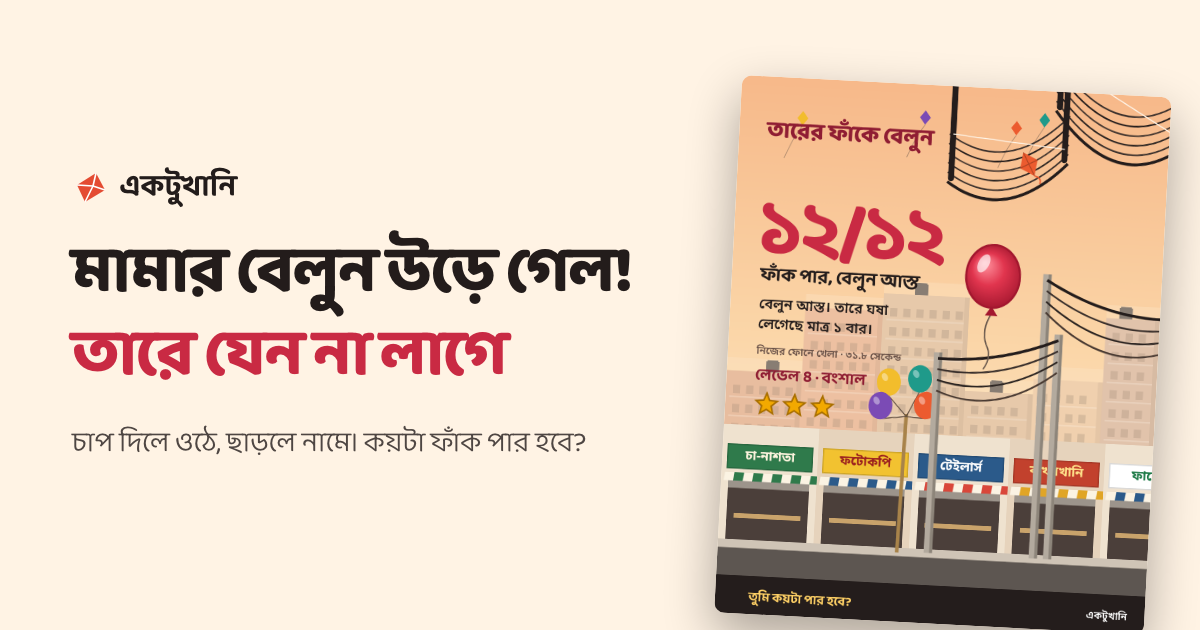 একটুখানি
মামার বেলুন উড়ে গেল!
তারে যেন না লাগে
চাপ দিলে ওঠে, ছাড়লে নামে। কয়টা ফাঁক পার হবে?
তারের ফাঁকে বেলুন
১২/১২
ফাঁক পার, বেলুন আস্ত
বেলুন আস্ত। তারে ঘষা
লেগেছে মাত্র ১ বার।
নিজের ফোনে খেলা · ৩১.৮ সেকেন্ড
লেভেল ৪ · বংশাল
চা-নাশতা
ফটোকপি
টেইলার্স
তুমি কয়টা পার হবে?
একটুখানি